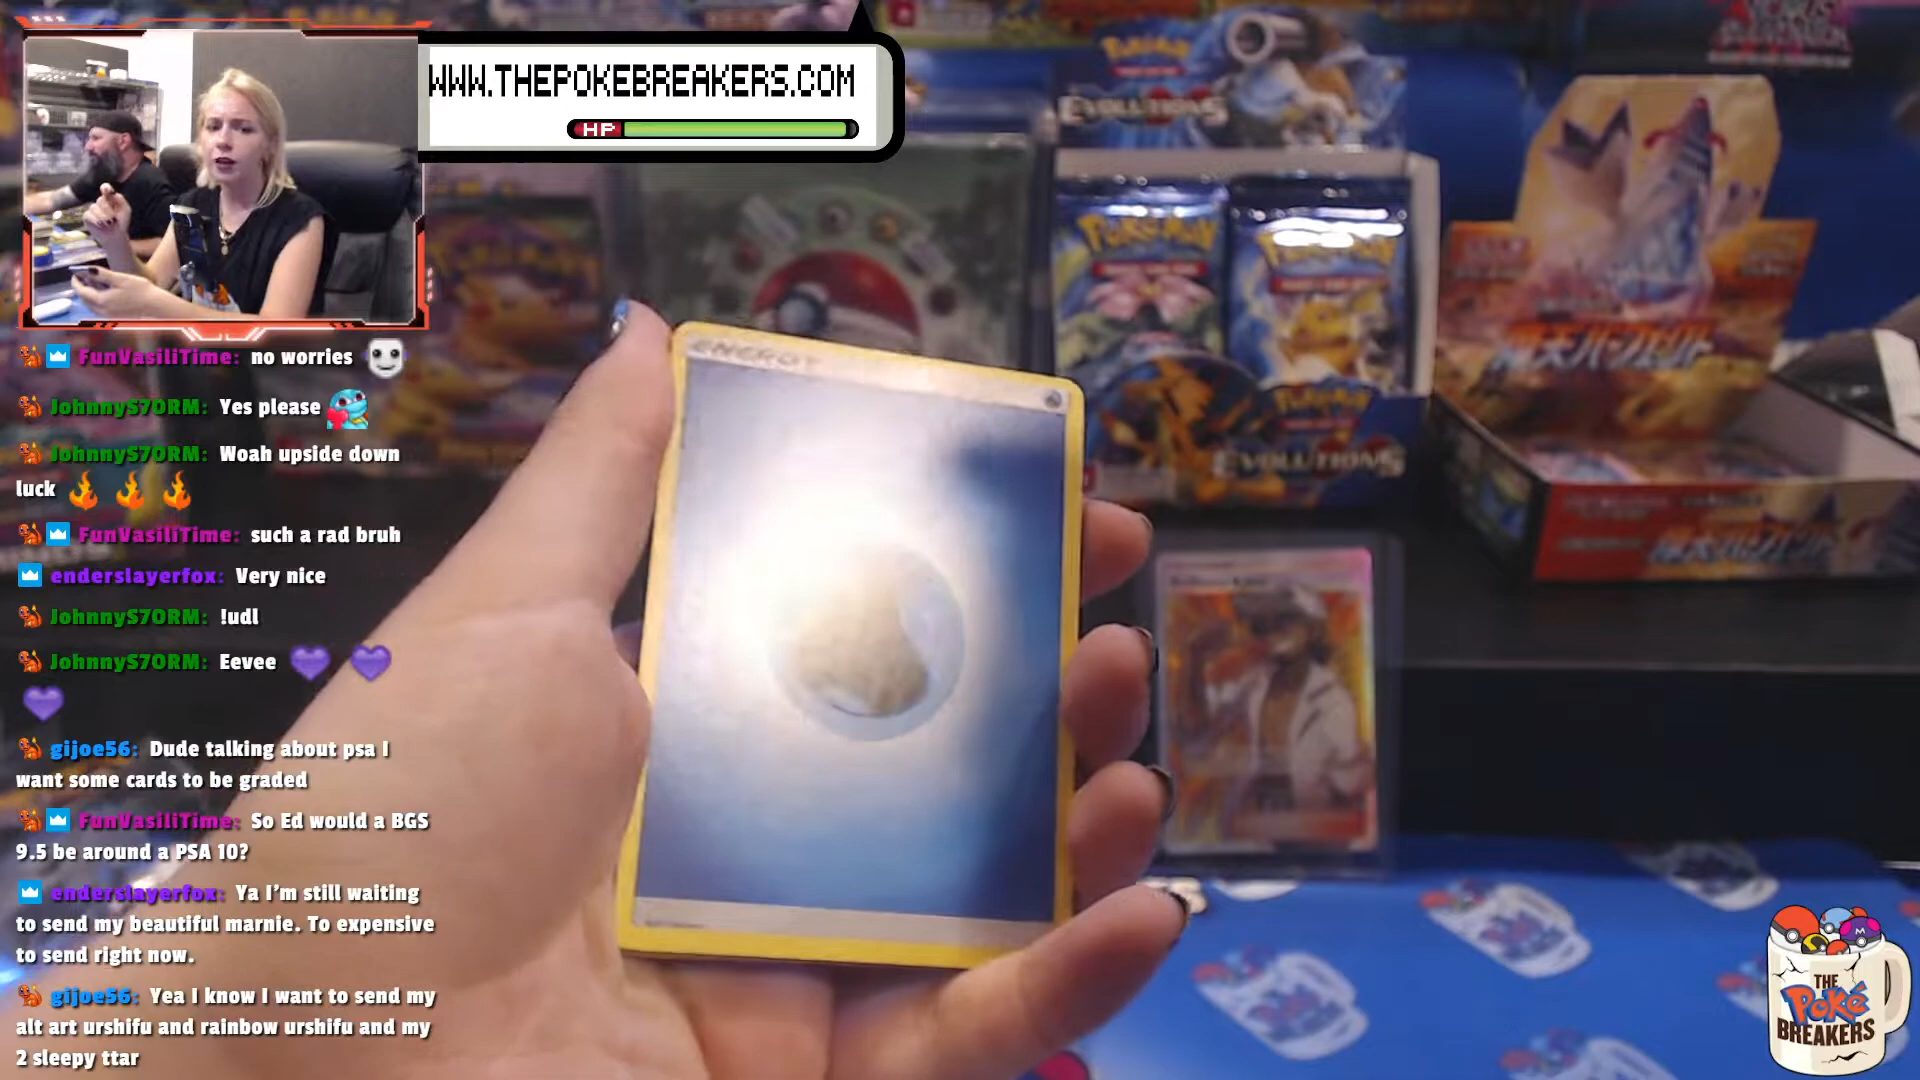 WWW.THEPOKEBREAKERS.COM
HP
FunVasiliTime: no worries
JohnnyS7ORM: Yes please
JohnnyS7ORM: Woah upside down
luck
FunVasiliTime: such a rad bruh
enderslayerfox: Very nice
JohnnyS7ORM: !udl
JohnnyS7ORM: Eevee
gijoe56: Dude talking about psa I
want some cards to be graded
FunVasiliTime: So Ed would a BGS
9.5 be around a PSA 10?
enderslayerfox: Ya I'm still waiting
to send my beautiful marnie. To expensive
to send right now.
gijoe56: Yea I know I want to send my
alt art urshifu and rainbow urshifu and my
2 sleepy ttar
ENERGY
POKéMON
EVOLUTIONS
POKéMON
POKéMON
POKéMON
EVOLUTIONS
THE
Poké
BREAKERS